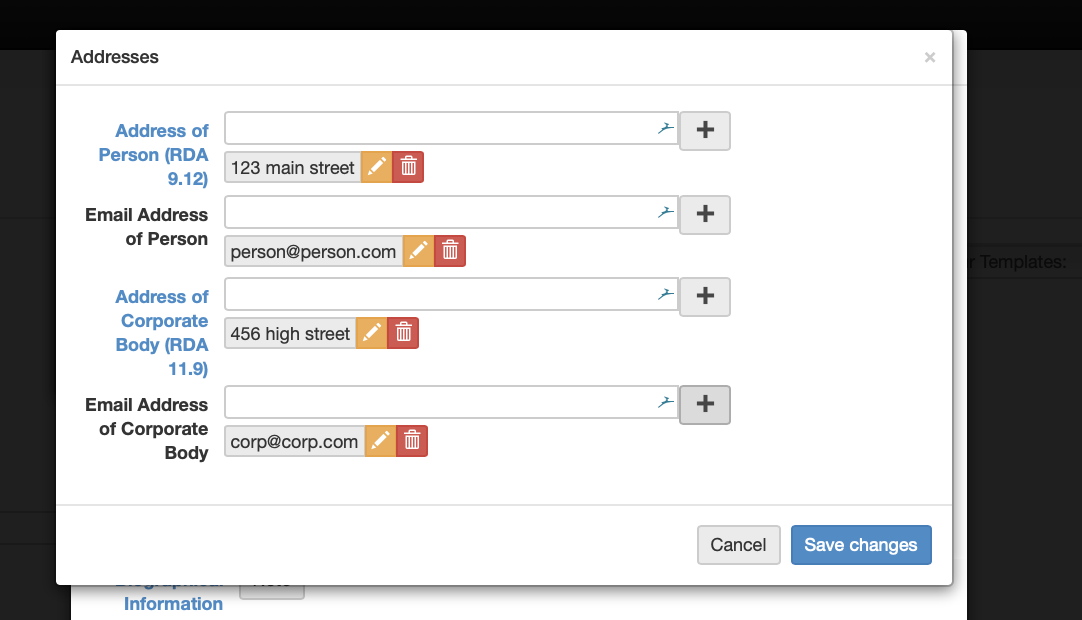 Addresses
×
Address of
Person (RDA
9.12)
+
123 main street
Email Address
of Person
+
person@person.com
Address of
Corporate
Body (RDA
11.9)
+
456 high street
Email Address
of Corporate
Body
+
corp@corp.com
Templates:
Cancel
Save changes
Information